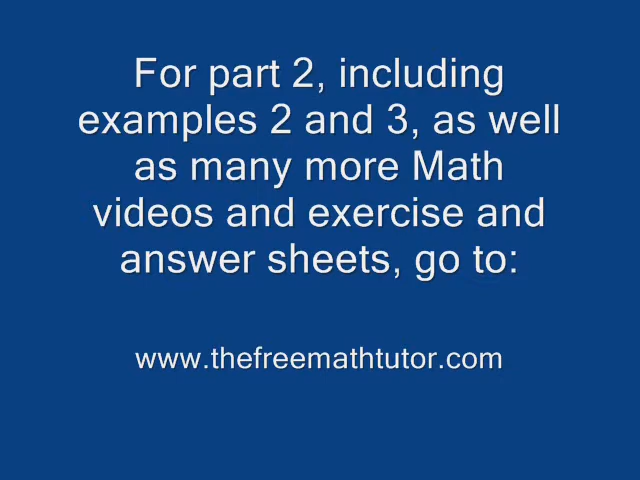 For part 2, including
examples 2 and 3, as well
as many more Math
videos and exercise and
answer sheets, go to:
www.thefreemathtutor.com